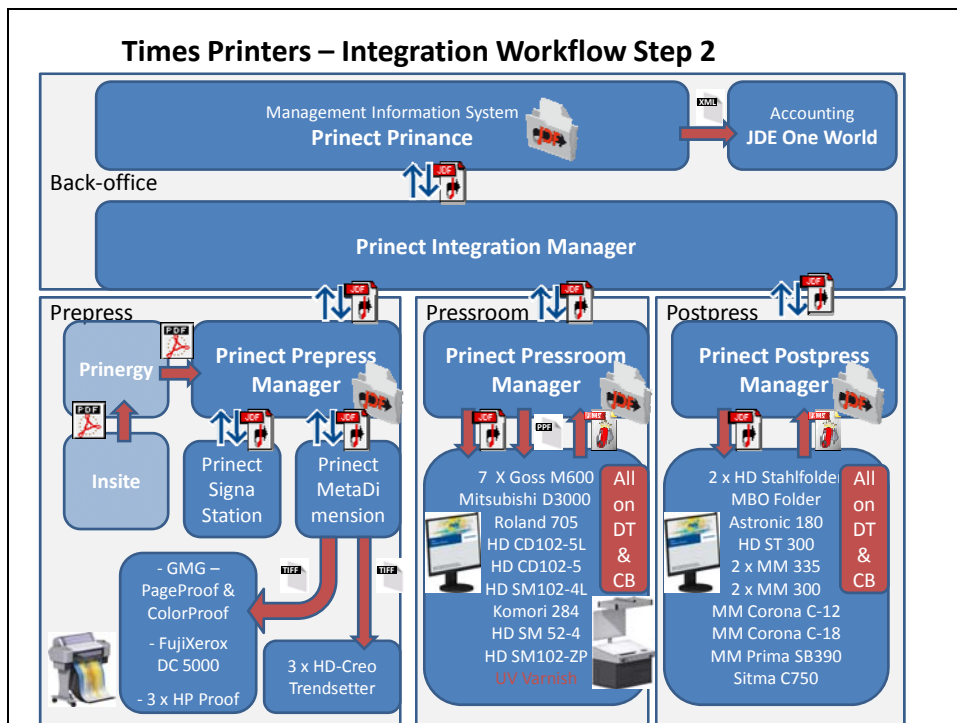 Times Printers – Integration Workflow Step 2
Management Information System
Prinect Prinance
JDF
XML
Accounting
JDE One World
JDF
Back-office
Prinect Integration Manager
JDF
JDF
JDF
Prepress
Prinergy
PDF
Prinect Prepress
Manager
JDF
PDF
Insite
JDF
JDF
Prinect
Signa
Station
Prinect
MetaDi
mension
TIFF
TIFF
- GMG –
PageProof &
ColorProof
- FujiXerox
DC 5000
- 3 x HP Proof
3 x HD-Creo
Trendsetter
Pressroom
Prinect Pressroom
Manager
JDF
JDF
PPF
7 X Goss M600
Mitsubishi D3000
Roland 705
HD CD102-5L
HD CD102-5
HD SM102-4L
Komori 284
HD SM 52-4
HD SM102-ZP
UV Varnish
All
on
DT
&
CB
Postpress
Prinect Postpress
Manager
JDF
JDF
2 x HD Stahlfolder
MBO Folder
Astronic 180
HD ST 300
2 x MM 335
2 x MM 300
MM Corona C-12
MM Corona C-18
MM Prima SB390
Sitma C750
All
on
DT
&
CB